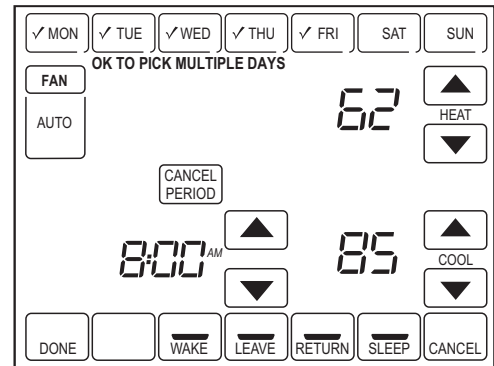 ✓ MON ✓ TUE ✓ WED ✓ THU ✓ FRI SAT SUN
OK TO PICK MULTIPLE DAYS
FAN
AUTO
62
HEAT
CANCEL
PERIOD
8:00 AM
85
COOL
DONE WAKE LEAVE RETURN SLEEP CANCEL